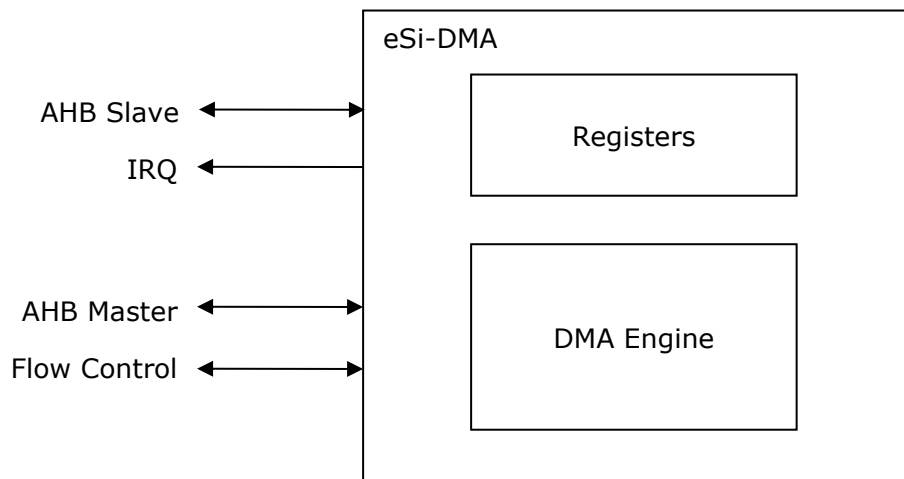 eSi-DMA
AHB Slave
Registers
IRQ
AHB Master
DMA Engine
Flow Control